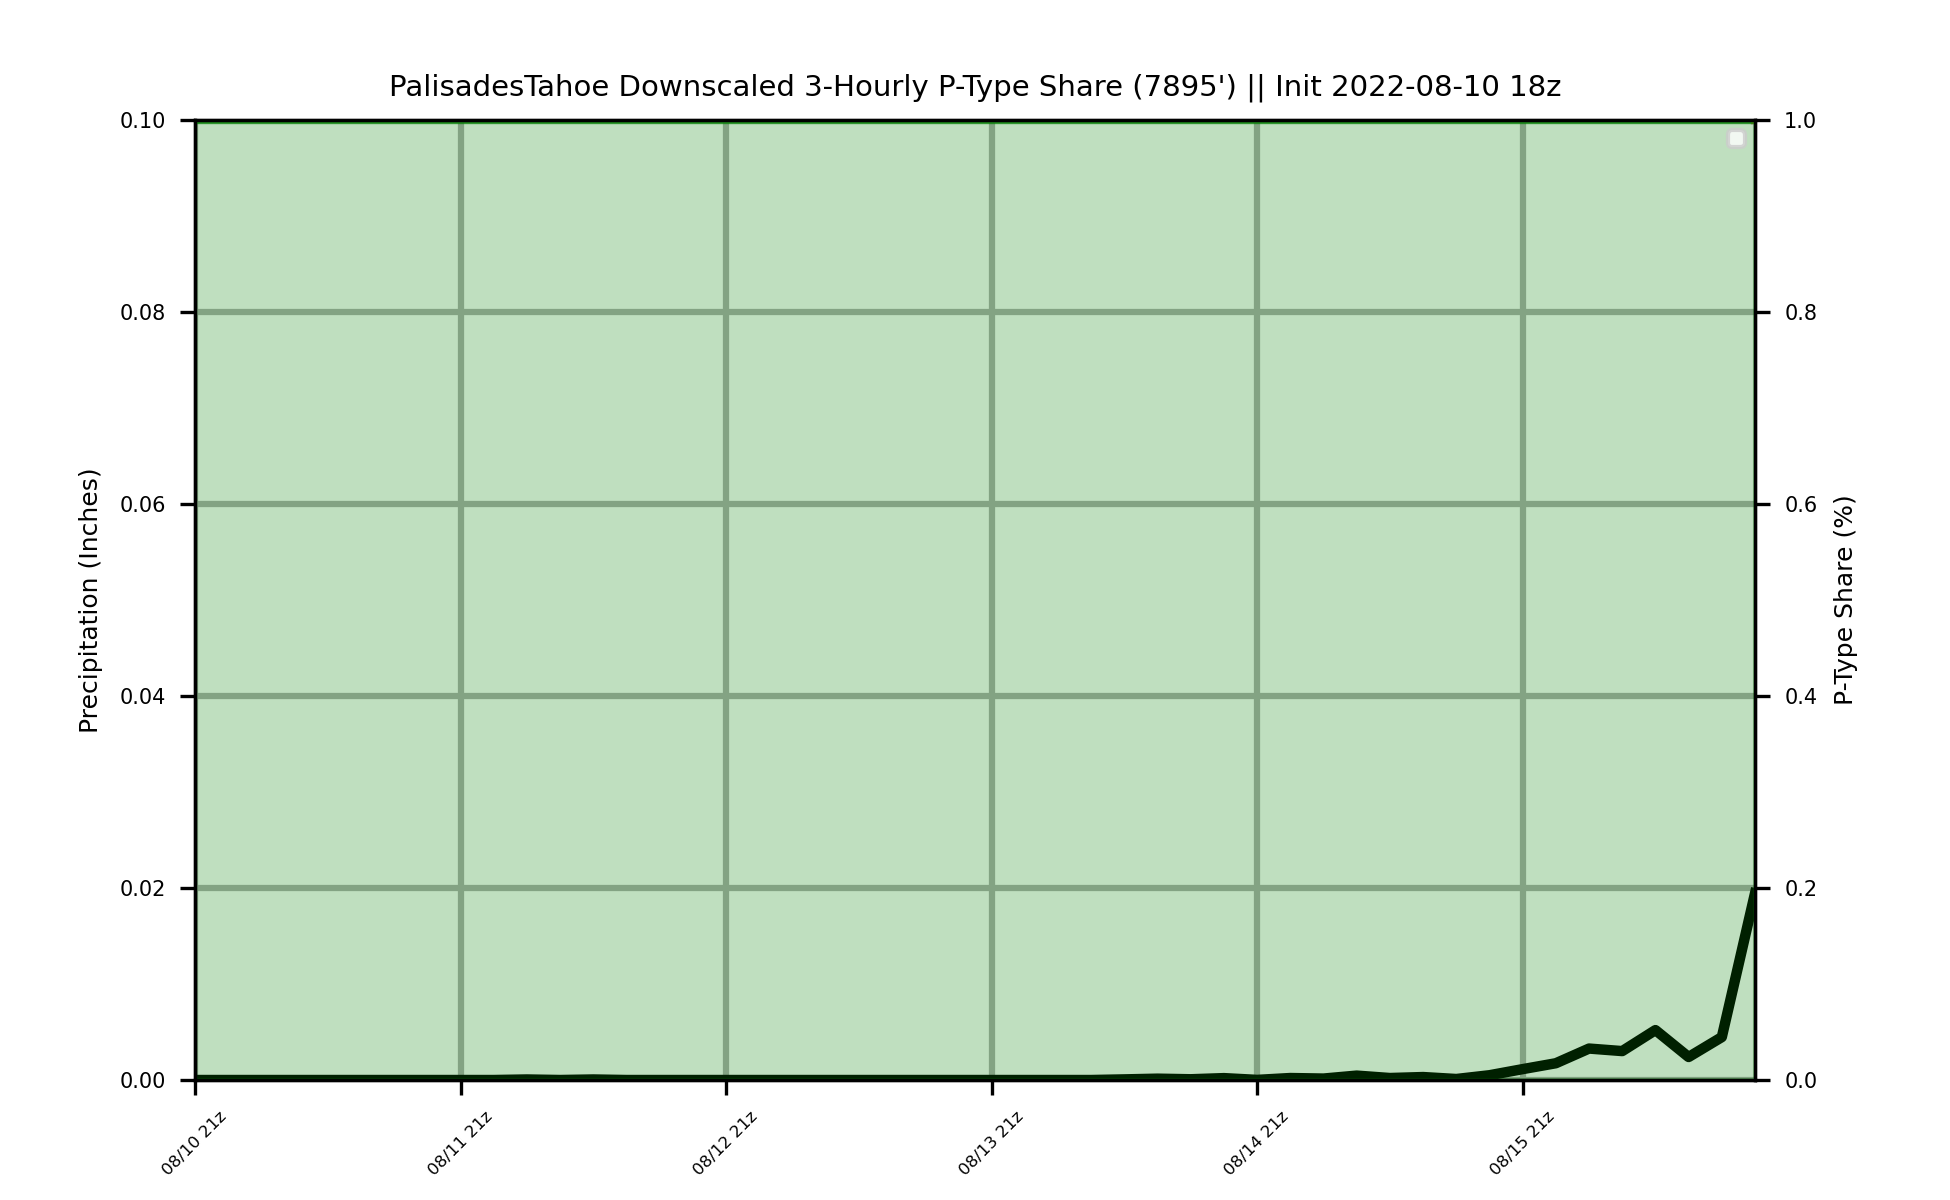 PalisadesTahoe Downscaled 3-Hourly P-Type Share (7895') || Init 2022-08-10 18z
0.10
0.08
0.06
0.04
0.02
0.00
Precipitation (Inches)
1.0
0.8
0.6
0.4
0.2
0.0
P-Type Share (%)
08/10 21z
08/11 21z
08/12 21z
08/13 21z
08/14 21z
08/15 21z